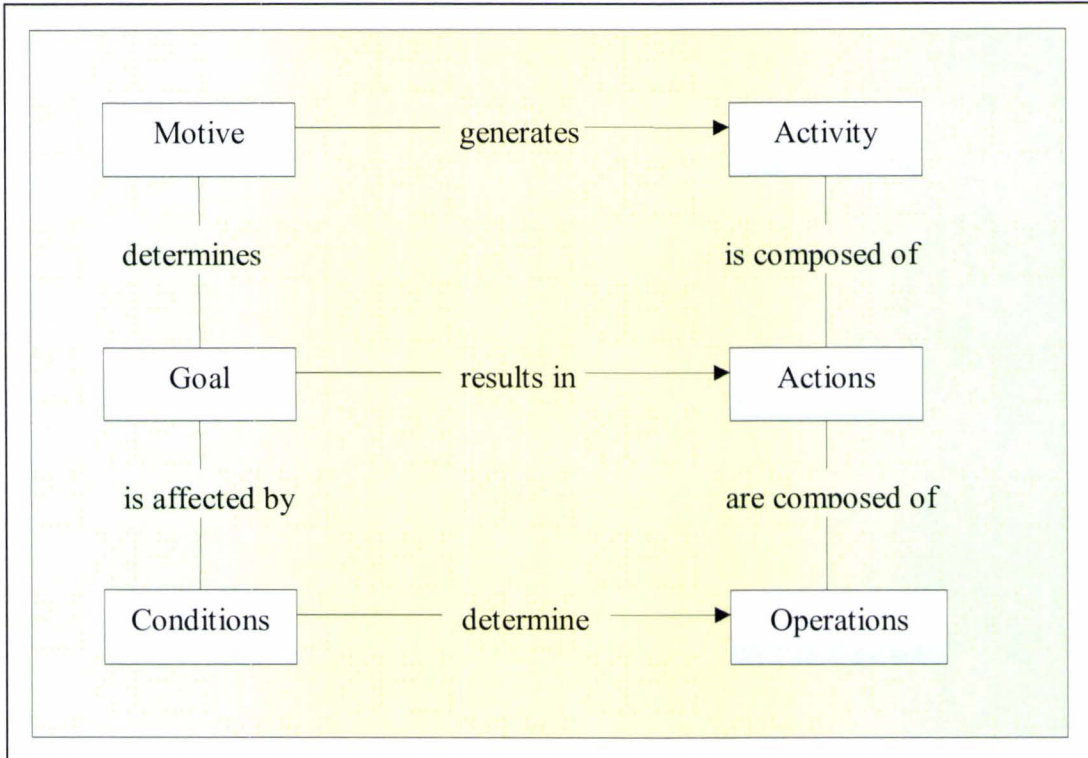 Motive generates Activity
determines is composed of
Goal results in Actions
is affected by are composed of
Conditions determine Operations